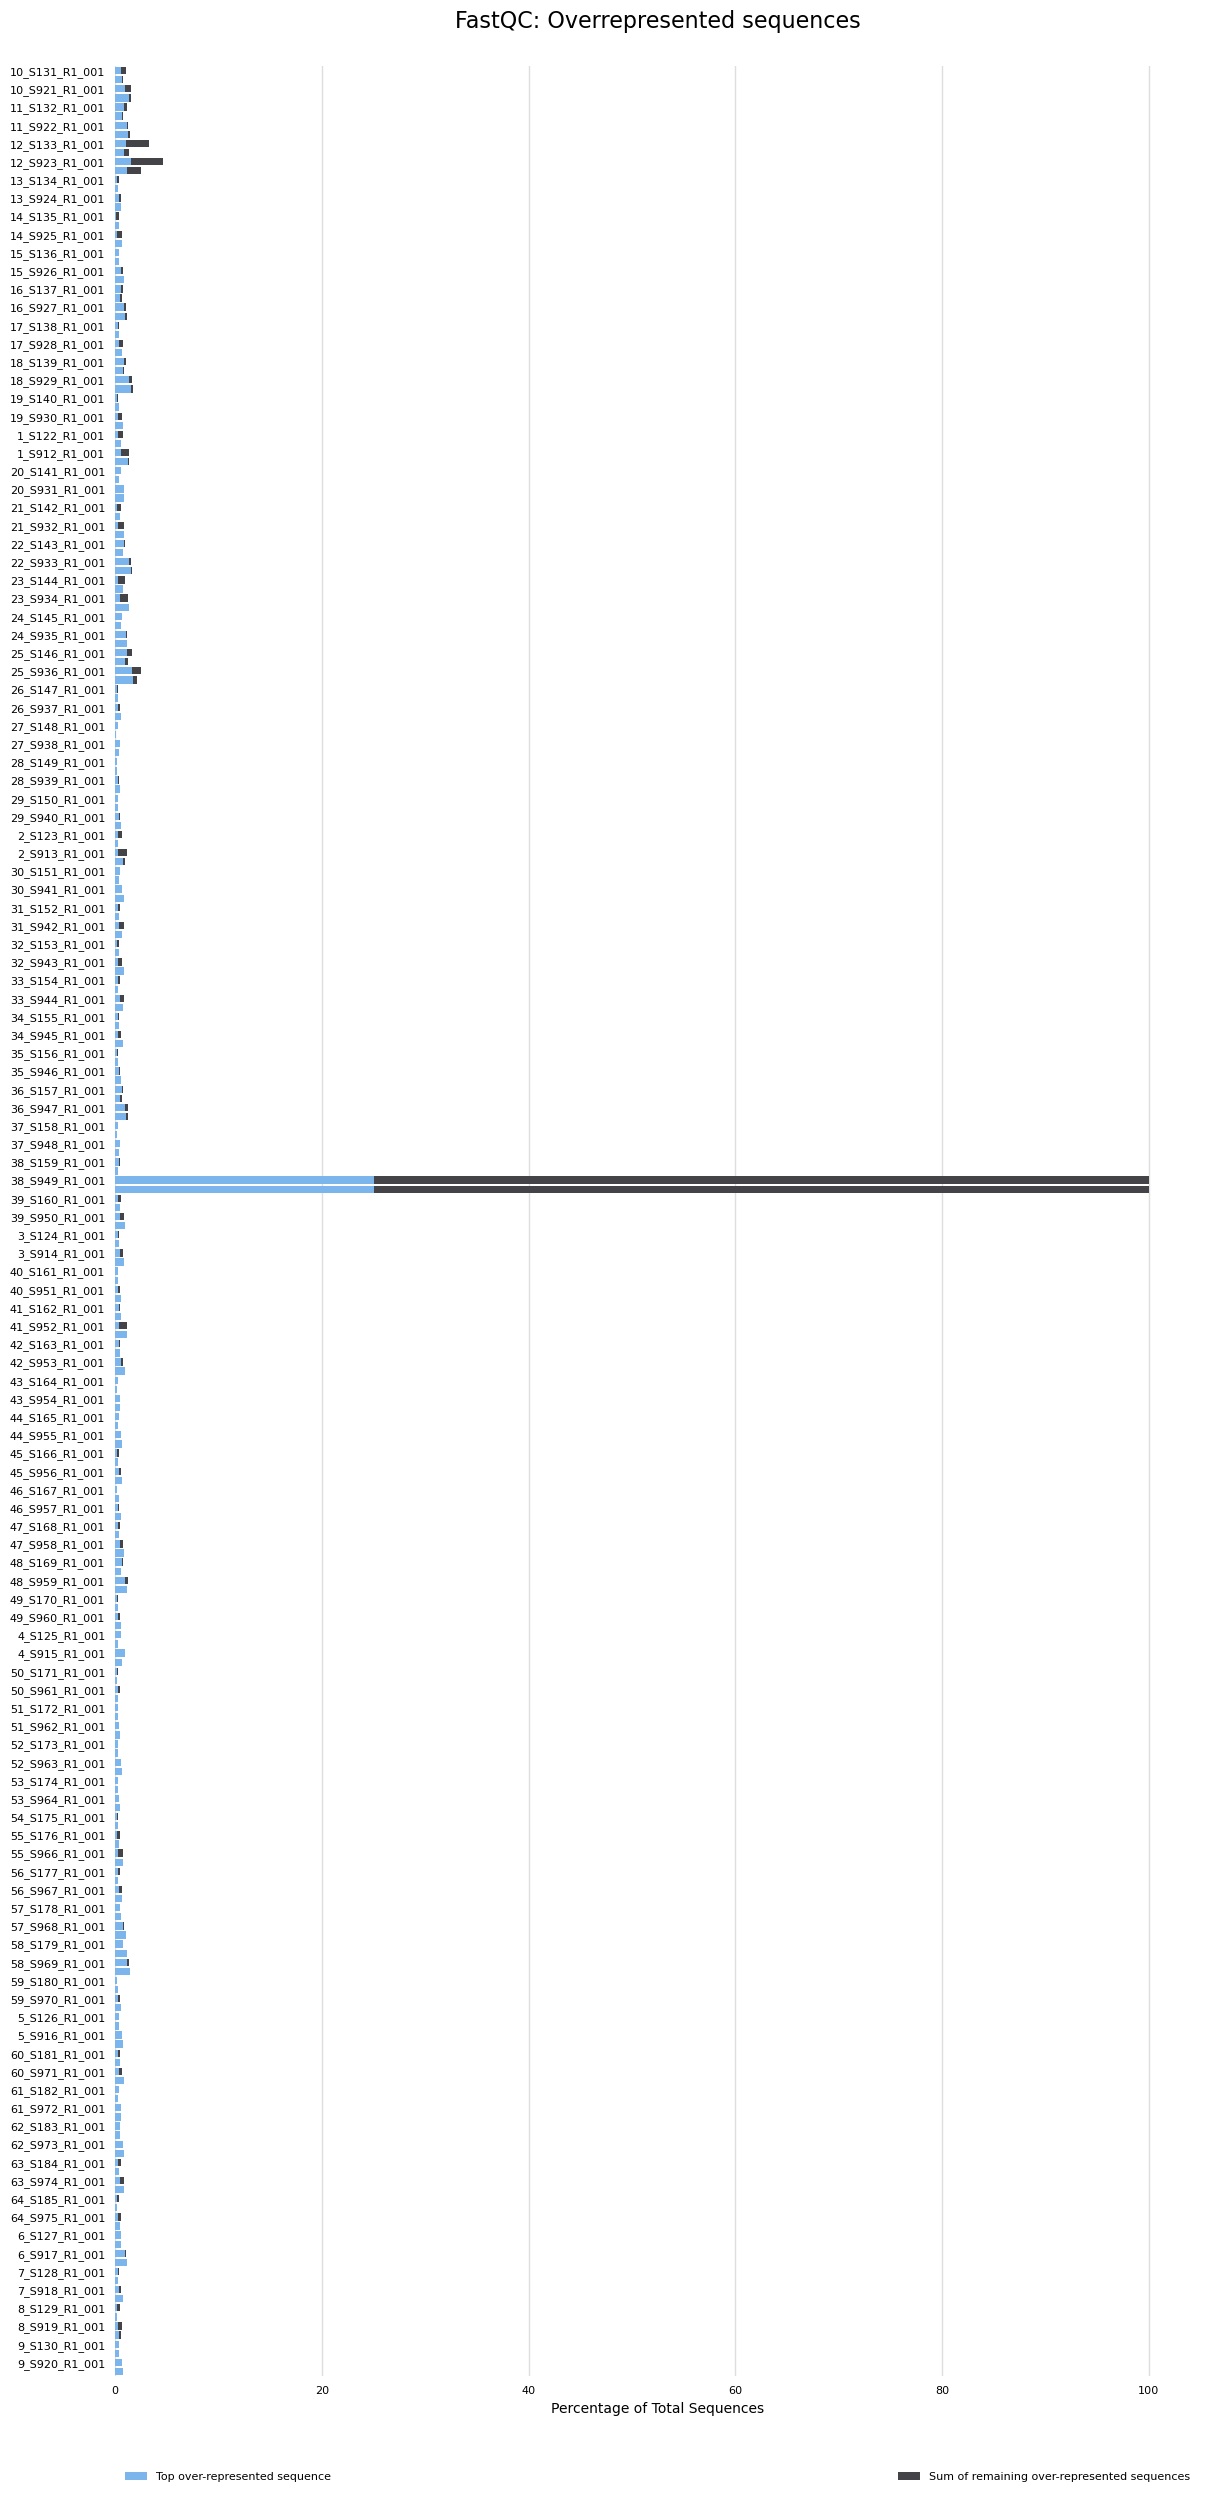 FastQC: Overrepresented sequences
10_S131_R1_001
10_S921_R1_001
11_S132_R1_001
11_S922_R1_001
12_S133_R1_001
12_S923_R1_001
13_S134_R1_001
13_S924_R1_001
14_S135_R1_001
14_S925_R1_001
15_S136_R1_001
15_S926_R1_001
16_S137_R1_001
16_S927_R1_001
17_S138_R1_001
17_S928_R1_001
18_S139_R1_001
18_S929_R1_001
19_S140_R1_001
19_S930_R1_001
1_S122_R1_001
1_S912_R1_001
20_S141_R1_001
20_S931_R1_001
21_S142_R1_001
21_S932_R1_001
22_S143_R1_001
22_S933_R1_001
23_S144_R1_001
23_S934_R1_001
24_S145_R1_001
24_S935_R1_001
25_S146_R1_001
25_S936_R1_001
26_S147_R1_001
26_S937_R1_001
27_S148_R1_001
27_S938_R1_001
28_S149_R1_001
28_S939_R1_001
29_S150_R1_001
29_S940_R1_001
2_S123_R1_001
2_S913_R1_001
30_S151_R1_001
30_S941_R1_001
31_S152_R1_001
31_S942_R1_001
32_S153_R1_001
32_S943_R1_001
33_S154_R1_001
33_S944_R1_001
34_S155_R1_001
34_S945_R1_001
35_S156_R1_001
35_S946_R1_001
36_S157_R1_001
36_S947_R1_001
37_S158_R1_001
37_S948_R1_001
38_S159_R1_001
38_S949_R1_001
39_S160_R1_001
39_S950_R1_001
3_S124_R1_001
3_S914_R1_001
40_S161_R1_001
40_S951_R1_001
41_S162_R1_001
41_S952_R1_001
42_S163_R1_001
42_S953_R1_001
43_S164_R1_001
43_S954_R1_001
44_S165_R1_001
44_S955_R1_001
45_S166_R1_001
45_S956_R1_001
46_S167_R1_001
46_S957_R1_001
47_S168_R1_001
47_S958_R1_001
48_S169_R1_001
48_S959_R1_001
49_S170_R1_001
49_S960_R1_001
4_S125_R1_001
4_S915_R1_001
50_S171_R1_001
50_S961_R1_001
51_S172_R1_001
51_S962_R1_001
52_S173_R1_001
52_S963_R1_001
53_S174_R1_001
53_S964_R1_001
54_S175_R1_001
55_S176_R1_001
55_S966_R1_001
56_S177_R1_001
56_S967_R1_001
57_S178_R1_001
57_S968_R1_001
58_S179_R1_001
58_S969_R1_001
59_S180_R1_001
59_S970_R1_001
5_S126_R1_001
5_S916_R1_001
60_S181_R1_001
60_S971_R1_001
61_S182_R1_001
61_S972_R1_001
62_S183_R1_001
62_S973_R1_001
63_S184_R1_001
63_S974_R1_001
64_S185_R1_001
64_S975_R1_001
6_S127_R1_001
6_S917_R1_001
7_S128_R1_001
7_S918_R1_001
8_S129_R1_001
8_S919_R1_001
9_S130_R1_001
9_S920_R1_001
0 20 40 60 80 100
Percentage of Total Sequences
Top over-represented sequence Sum of remaining over-represented sequences